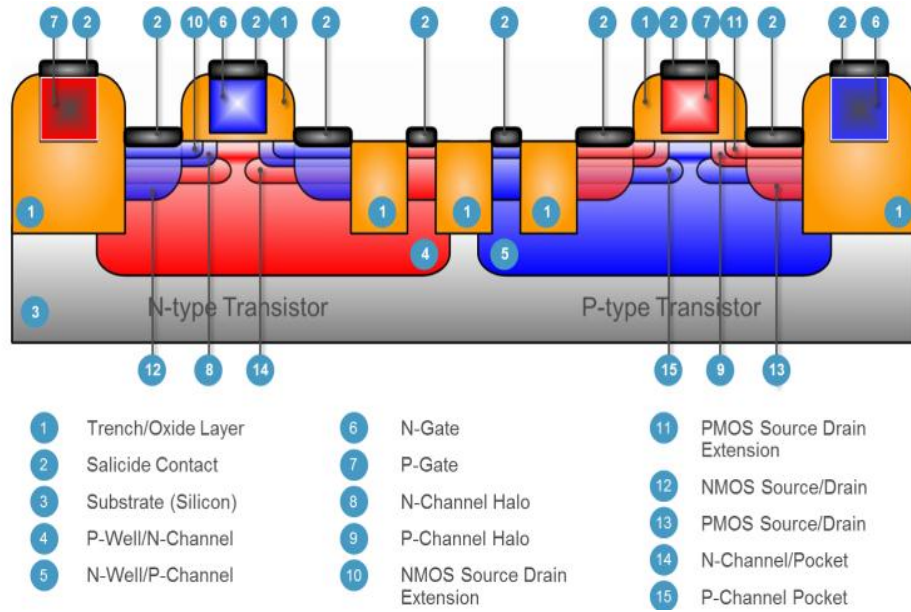 7 2 2 10 6 2 1 2 2 2 2 1 2 7 11 2 2 6
1 1 1 1 1
4 5
N-type Transistor P-type Transistor
3
12 8 14 15 9 13
1 Trench/Oxide Layer
2 Salicide Contact
3 Substrate (Silicon)
4 P-Well/N-Channel
5 N-Well/P-Channel
6 N-Gate
7 P-Gate
8 N-Channel Halo
9 P-Channel Halo
10 NMOS Source Drain
Extension
11 PMOS Source Drain
Extension
12 NMOS Source/Drain
13 PMOS Source/Drain
14 N-Channel/Pocket
15 P-Channel Pocket